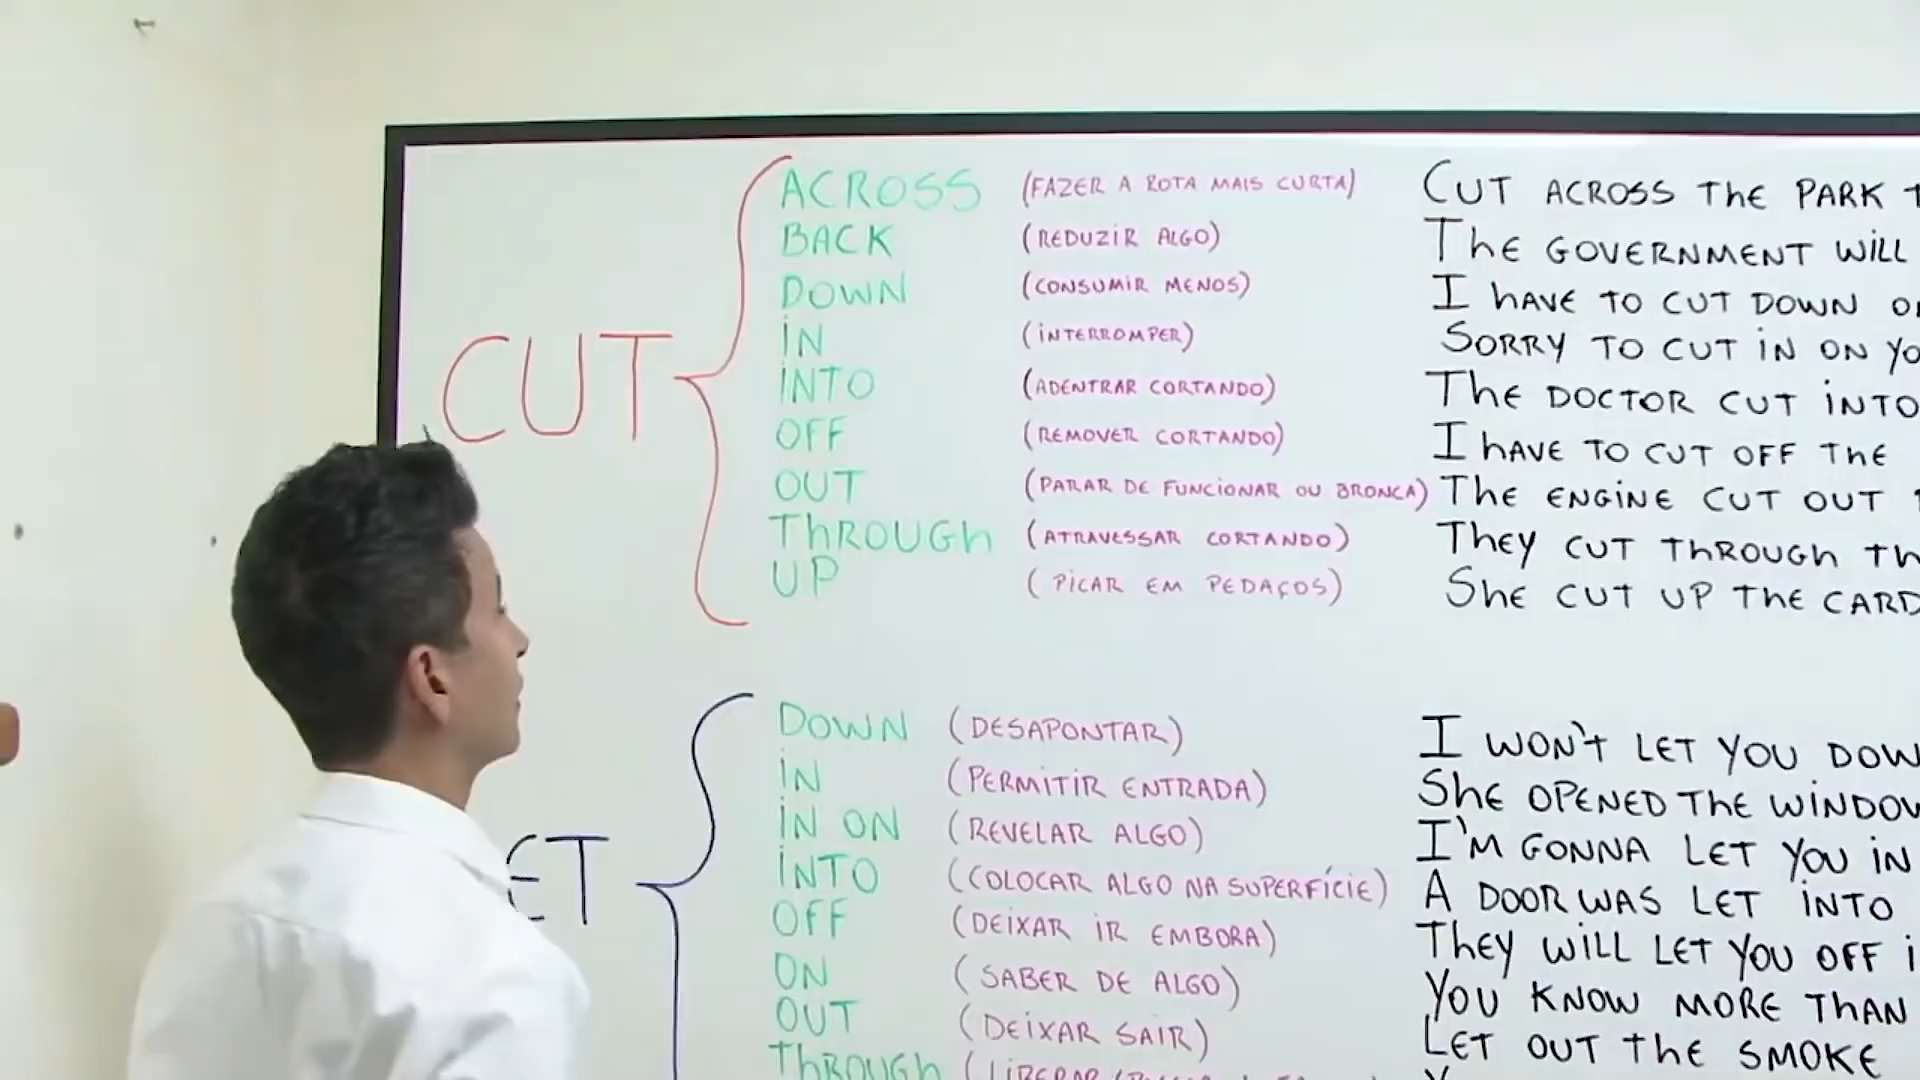 CUT
ACROSS (FAZER A ROTA MAIS CURTA) CUT ACROSS THE PARK
BACK (REDUZIR ALGO) THE GOVERNMENT WILL
DOWN (CONSUMIR MENOS) I HAVE TO CUT DOWN
IN (INTERROMPER) SORRY TO CUT IN ON
INTO (ADENTRAR CORTANDO) THE DOCTOR CUT INTO
OFF (REMOVER CORTANDO) I HAVE TO CUT OFF THE
OUT (PARAR DE FUNCIONAR OU BRONCA) THE ENGINE CUT OUT
THROUGH (ATRAVESSAR CORTANDO) THEY CUT THROUGH
UP (PICAR EM PEDAÇOS) SHE CUT UP THE CARD
ET
DOWN (DESAPONTAR) I WON'T LET YOU DOW
IN (PERMITIR ENTRADA) SHE OPENED THE WINDOW
IN ON (REVELAR ALGO) I'M GONNA LET YOU IN
INTO (COLOCAR ALGO NA SUPERFÍCIE) A DOOR WAS LET INTO
OFF (DEIXAR IR EMBORA) THEY WILL LET YOU OFF
ON (SABER DE ALGO) YOU KNOW MORE THAN
OUT (DEIXAR SAIR) LET OUT THE SMOKE
THROUGH